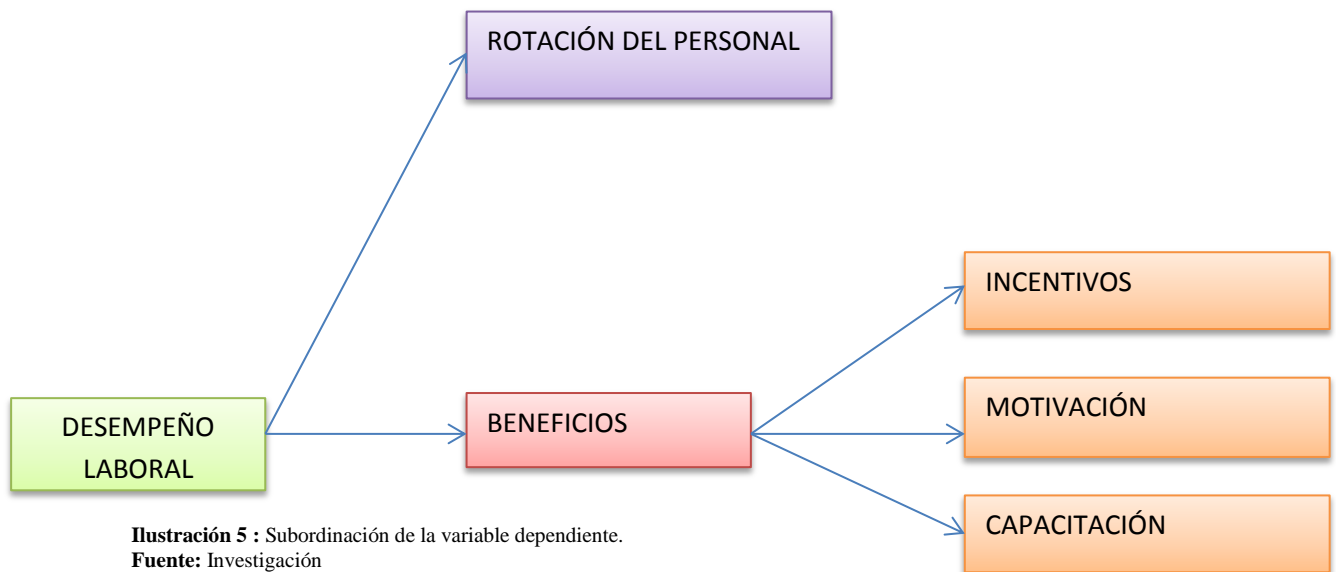 ROTACIÓN DEL PERSONAL
INCENTIVOS
DESEMPEÑO
LABORAL
BENEFICIOS
MOTIVACIÓN
CAPACITACIÓN
Ilustración 5 : Subordinación de la variable dependiente.
Fuente: Investigación